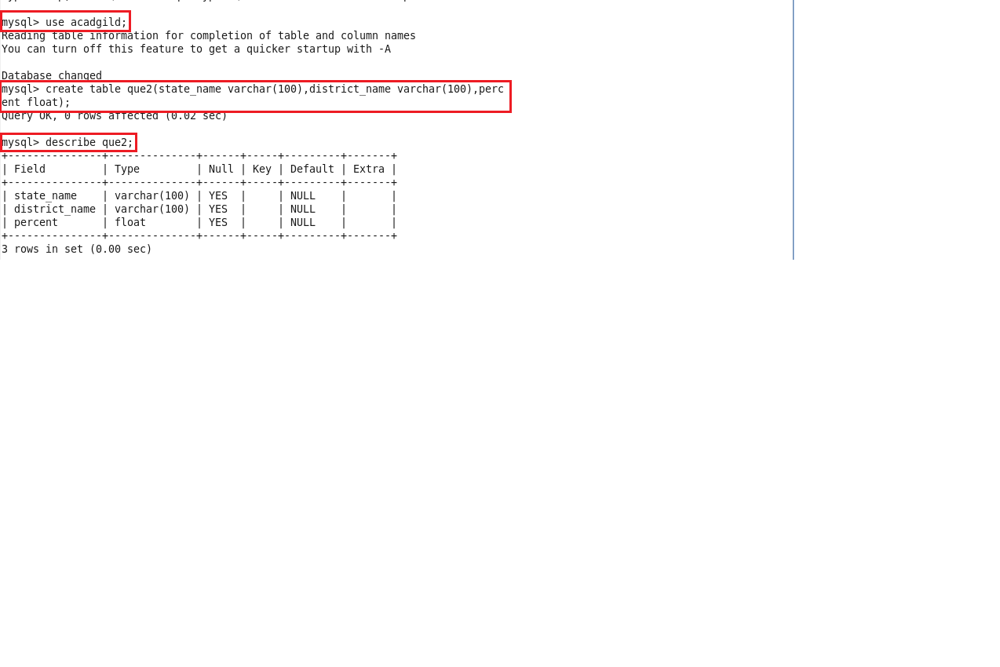 mysql> use acadgild;
Reading table information for completion of table and column names
You can turn off this feature to get a quicker startup with -A
Database changed
mysql> create table que2(state_name varchar(100),district_name varchar(100),perc
ent float);
Query OK, 0 rows affected (0.02 sec)
mysql> describe que2;
+---------------+--------------+------+-----+---------+-------+
| Field         | Type         | Null | Key | Default | Extra |
+---------------+--------------+------+-----+---------+-------+
| state_name    | varchar(100) | YES  |     | NULL    |       |
| district_name | varchar(100) | YES  |     | NULL    |       |
| percent       | float        | YES  |     | NULL    |       |
+---------------+--------------+------+-----+---------+-------+
3 rows in set (0.00 sec)